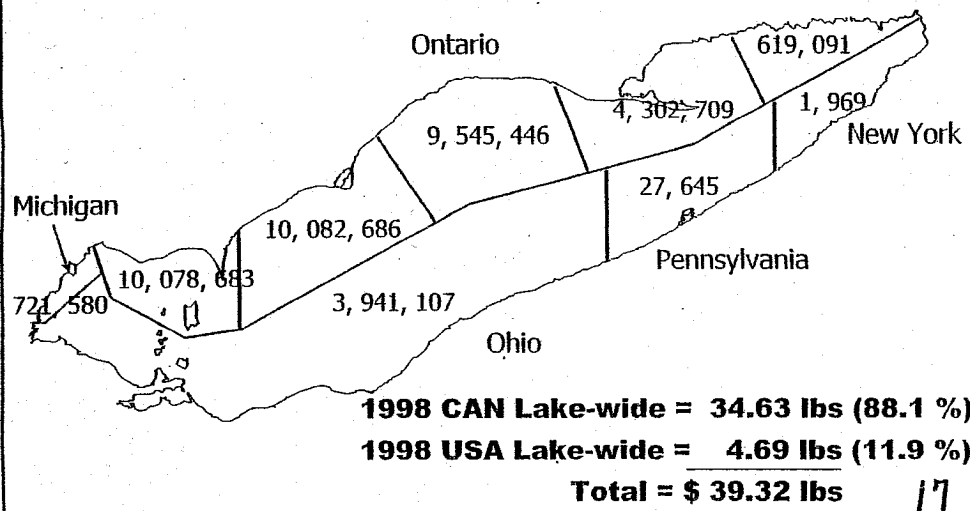 Ontario
619, 091
4, 302, 709
1, 969
9, 545, 446
New York
27, 645
Michigan
10, 082, 686
Pennsylvania
10, 078, 683
721, 580
3, 941, 107
Ohio
1998 CAN Lake-wide = 34.63 lbs (88.1 %)
1998 USA Lake-wide = 4.69 lbs (11.9 %)
Total = $ 39.32 lbs
17